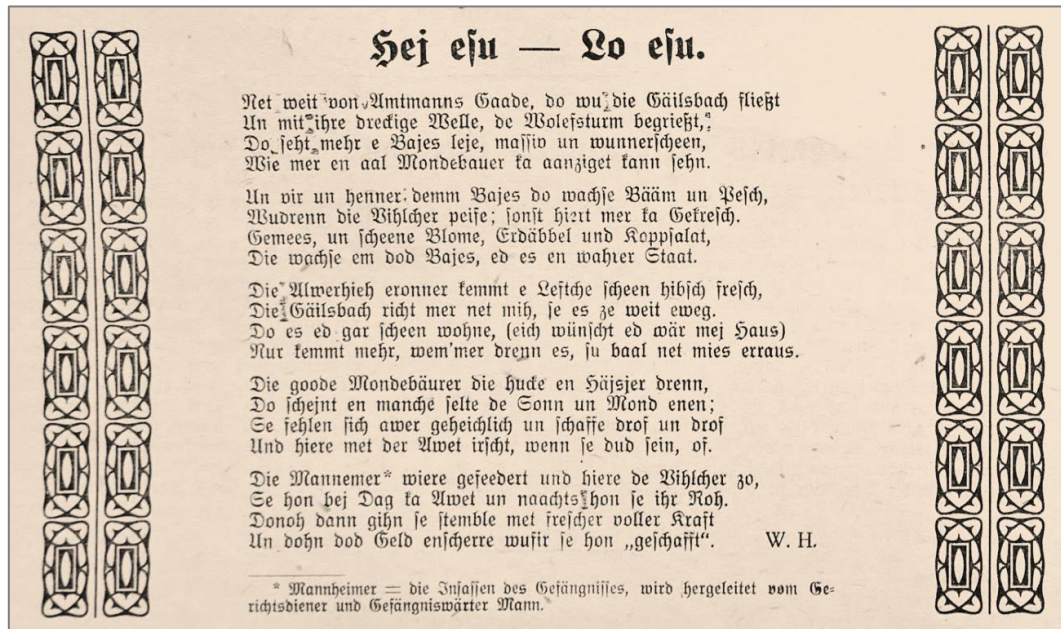 Hej esu — Lo esu.
Net weit von Amtmanns Gaade, do wu die Gäilsbach fließt
Un mit ihre dreckige Welle, de Wolefsturm begrießt,
Do seht mehr e Bajes leje, massiv un wunnerscheen,
Wie mer en aal Mondebauer ka aanziget kann sehn.
An vir un henner demm Bajes do wachse Bääm un Pesch,
Wudrenn die Vihlcher peife; sonst hiert mer ka Gekresch.
Gemees, un scheene Blome, Erdäbbel und Koppsalat,
Die wachse em dod Bajes, ed es en wahrer Staat.
Die Alwerhieh eronner kemmt e Lestche scheen hibsch fresch,
Die Gäilsbach richt mer net mih, se es ze weit eweg.
Do es ed gar scheen wohne, (eich wünscht ed wär mej Haus)
Nur kemmt mehr, wem'mer drenn es, su baal net mies erraus.
Die goode Mondebäurer die hucke en Häjsjer drenn,
Do schejnt en manche selte de Sonn un Mond enen;
Se fehlen sich awer geheichlich un schaffe drof un drof
Und hiere met der Awet irscht, wenn se dud sein, of.
Die Mannemer* wiere gefeedert und hiere de Vihlcher zo,
Se hon bej Dag ka Awet un naachts hon se ihr Roh.
Donoh dann gihn se stemble met frescher voller Kraft
Un dohn dod Geld enscherre wufir se hon „geschafft“. W. H.
* Mannheimer = die Insassen des Gefängnisses, wird hergeleitet vom Ge-
richtsdiener und Gefängniswärter Mann.